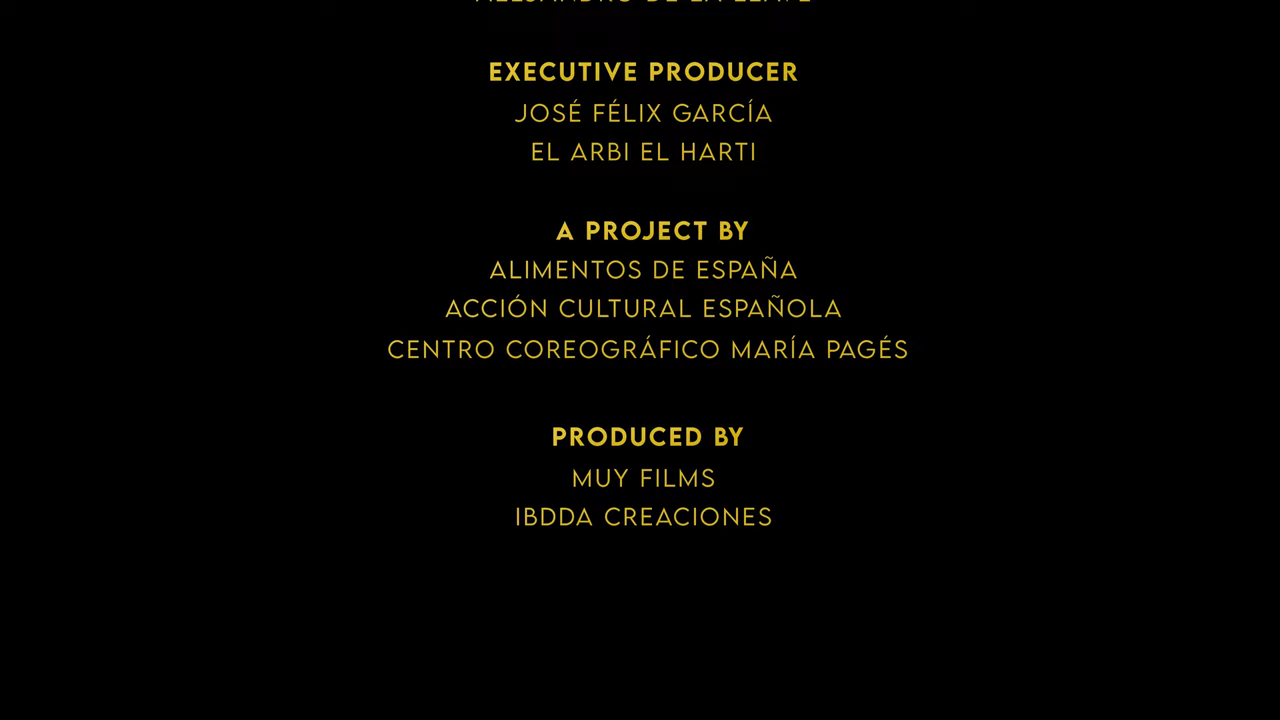 EXECUTIVE PRODUCER
JOSÉ FÉLIX GARCÍA
EL ARBI EL HARTI
A PROJECT BY
ALIMENTOS DE ESPAÑA
ACCIÓN CULTURAL ESPAÑOLA
CENTRO COREOGRÁFICO MARÍA PAGÉS
PRODUCED BY
MUY FILMS
IBDDA CREACIONES